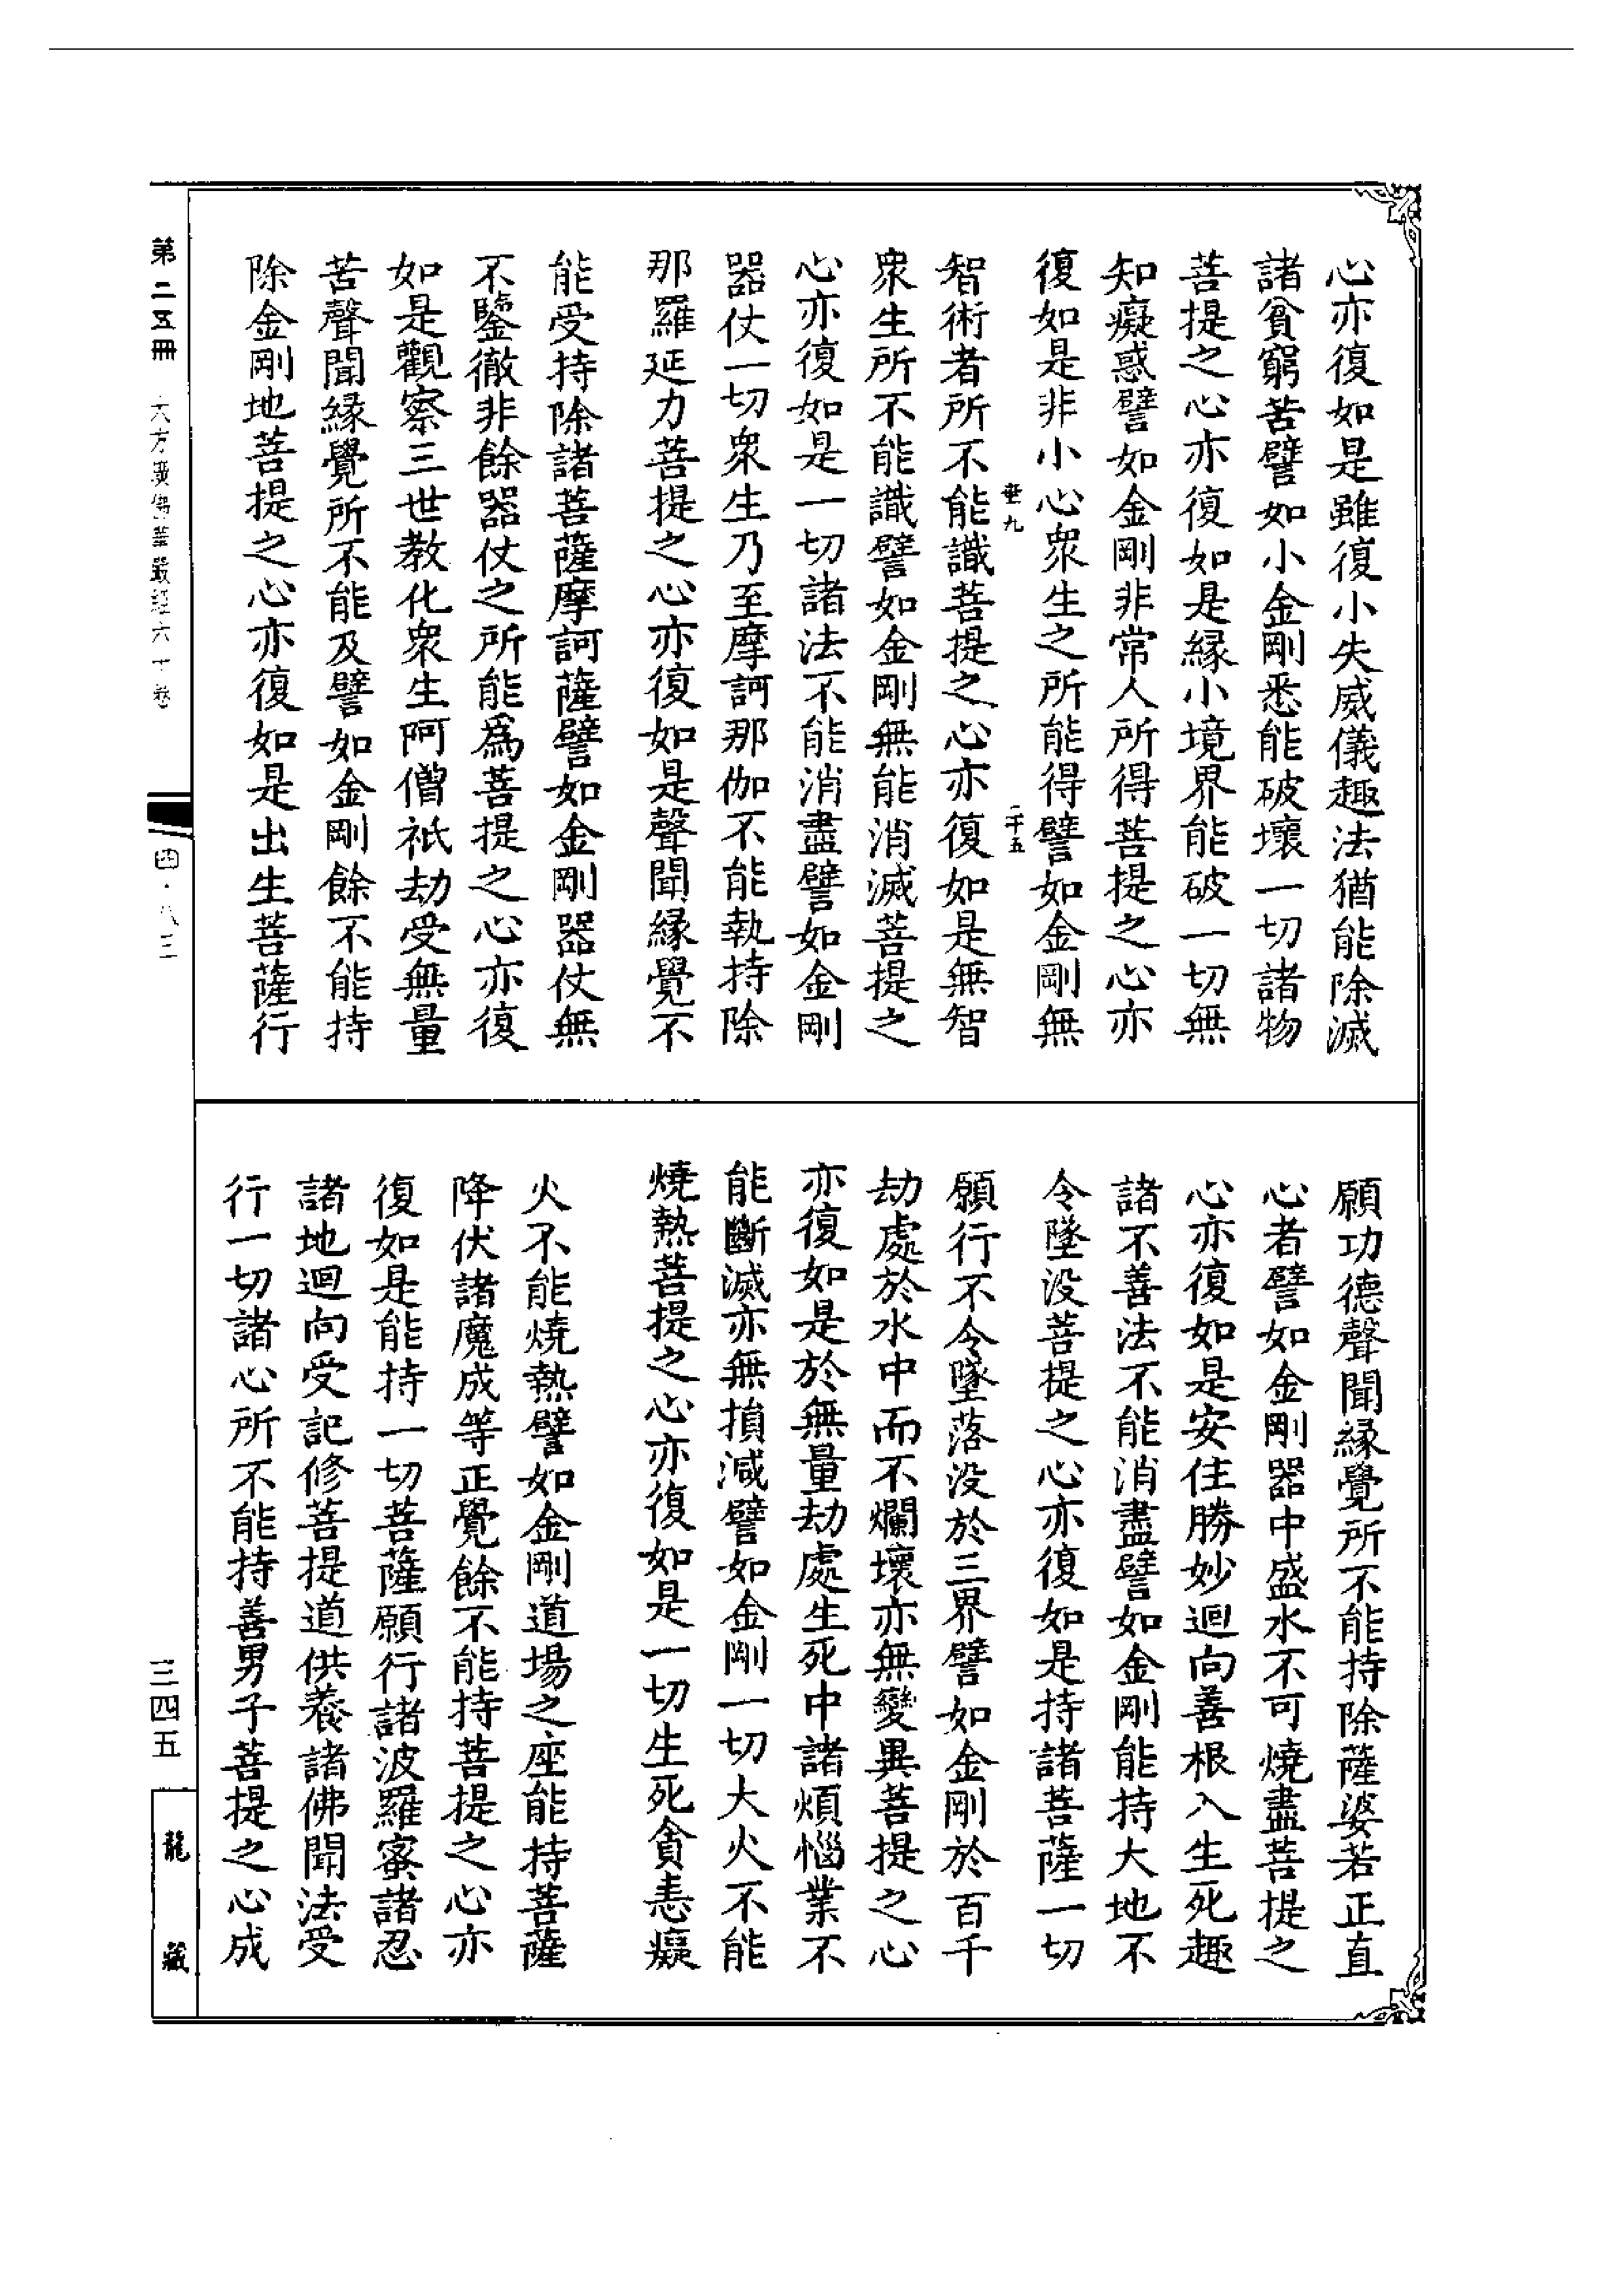 心亦復如是雖復小失威儀趣法猶能除滅
諸貧窮苦譬如小金剛悉能破壞一切諸物
菩提之心亦復如是緣小境界能破一切無
知癡惑譬如金剛非常人所得菩提之心亦
復如是非小心衆生之所能得譬如金剛無
垂九
二十五
智術者所不能識菩提之心亦復如是無智
衆生所不能識譬如金剛無能消滅菩提之
心亦復如是一切諸法不能消盡譬如金剛
器仗一切衆生乃至摩訶那伽不能執持除
那羅延力菩提之心亦復如是聲聞緣覺不
能受持除諸菩薩摩訶薩譬如金剛器仗無
不鑒徹非餘器仗之所能爲菩提之心亦復
如是觀察三世教化衆生阿僧祇劫受無量
苦聲聞緣覺所不能及譬如金剛餘不能持
除金剛地菩提之心亦復如是出生菩薩行
願功德聲聞緣覺所不能持除薩婆若正直
心者譬如金剛器中盛水不可燒盡菩提之
心亦復如是安住勝妙迴向善根入生死趣
諸不善法不能消盡譬如金剛能持大地不
令墜没菩提之心亦復如是持諸菩薩一切
願行不令墜落没於三界譬如金剛於百千
劫處於水中而不爛壞亦無變異菩提之心
亦復如是於無量劫處生死中諸煩惱業不
能斷滅亦無損減譬如金剛一切大火不能
燒熱菩提之心亦復如是一切生死貪恚癡
火不能燒熱譬如金剛道場之座能持菩薩
降伏諸魔成等正覺餘不能持菩提之心亦
復如是能持一切菩薩願行諸波羅蜜諸忍
諸地迴向受記修菩提道供養諸佛聞法受
行一切諸心所不能持善男子菩提之心成
第二五冊 大方廣佛華嚴經六十卷
四·八三
三四五
龍藏